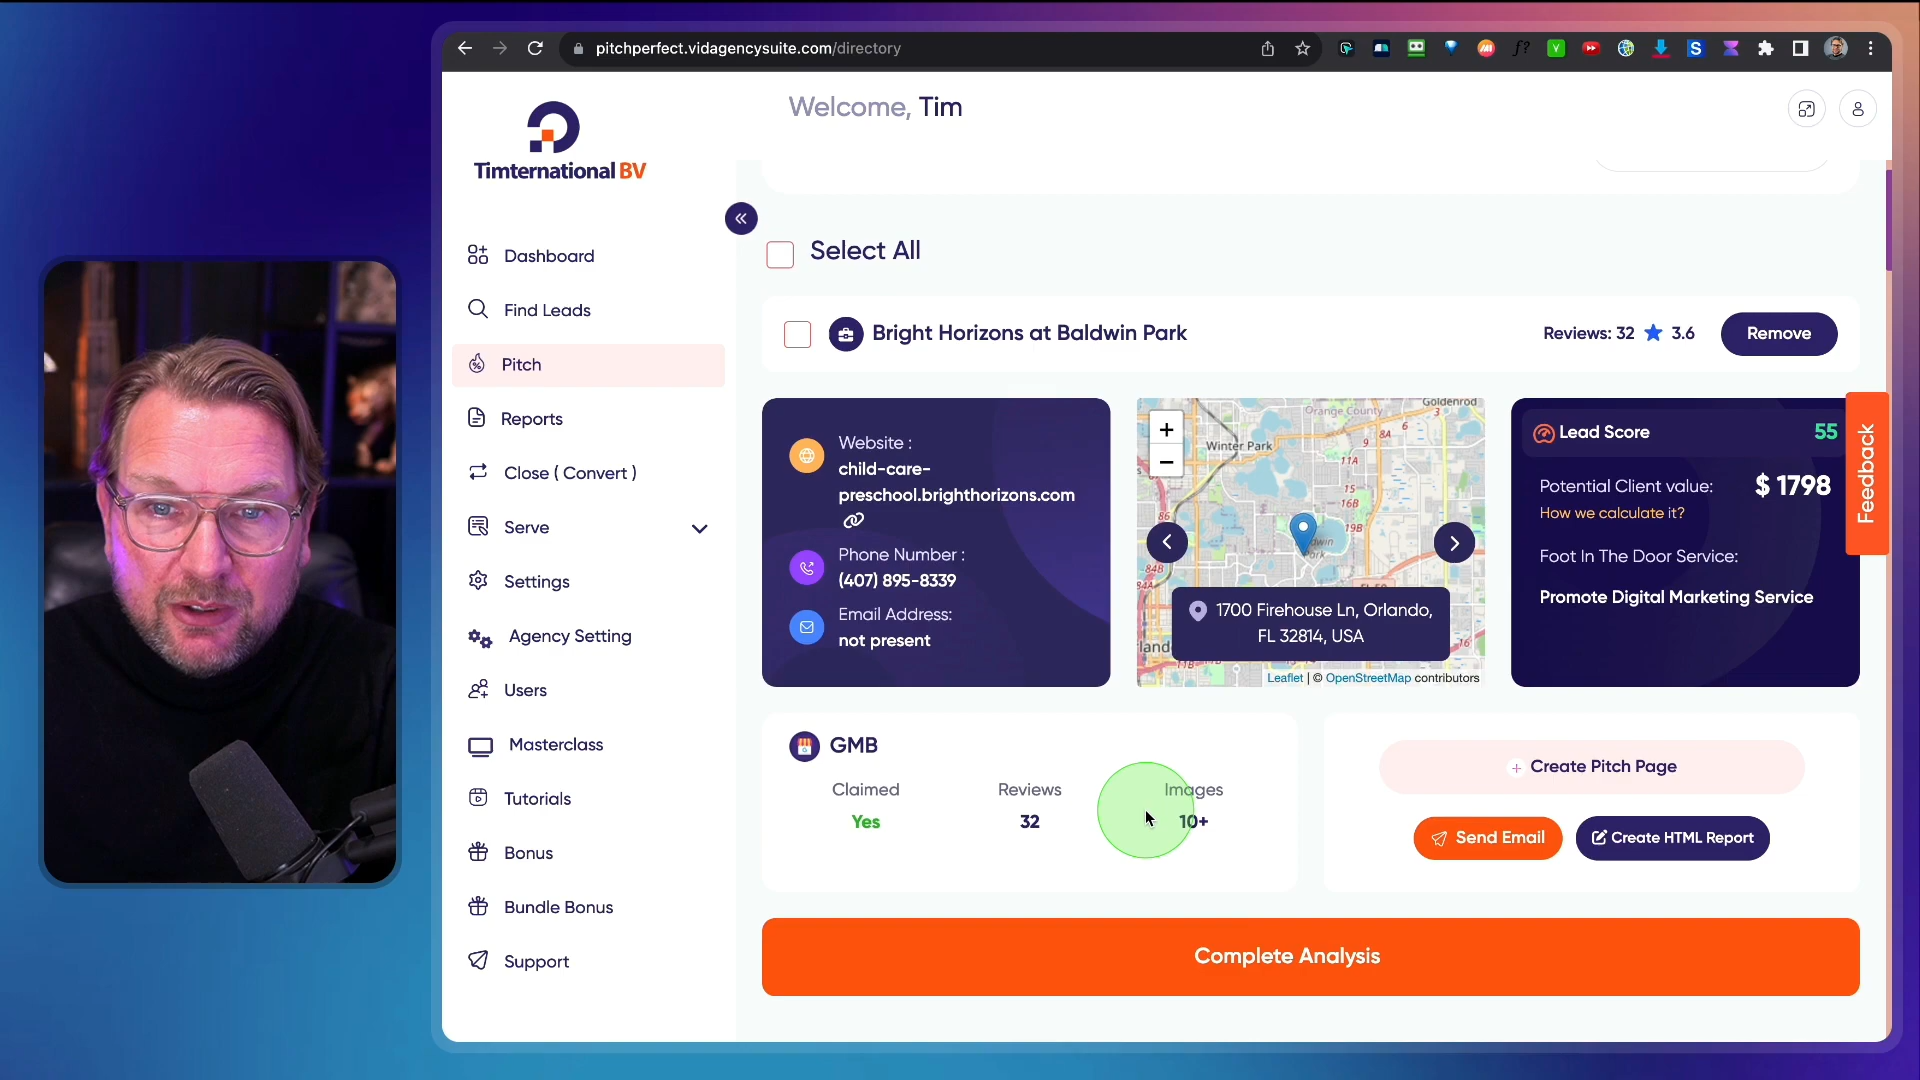 pitchperfect.vidagencysuite.com/directory
Timternational BV
Welcome, Tim
Dashboard
Find Leads
Pitch
Reports
Close ( Convert )
Serve
Settings
Agency Setting
Users
Masterclass
Tutorials
Bonus
Bundle Bonus
Support
Select All
Bright Horizons at Baldwin Park
Reviews: 32 3.6
Remove
Website :
child-care-
preschool.brighthorizons.com
Phone Number :
(407) 895-8339
Email Address:
not present
+
−
Orange County
Goldenrod
Winter Park
1700 Firehouse Ln, Orlando,
FL 32814, USA
Leaflet | © OpenStreetMap contributors
Lead Score 55
Potential Client value: $ 1798
How we calculate it?
Foot In The Door Service:
Promote Digital Marketing Service
Feedback
GMB
Claimed Reviews Images
Yes 32 10+
+ Create Pitch Page
Send Email
Create HTML Report
Complete Analysis